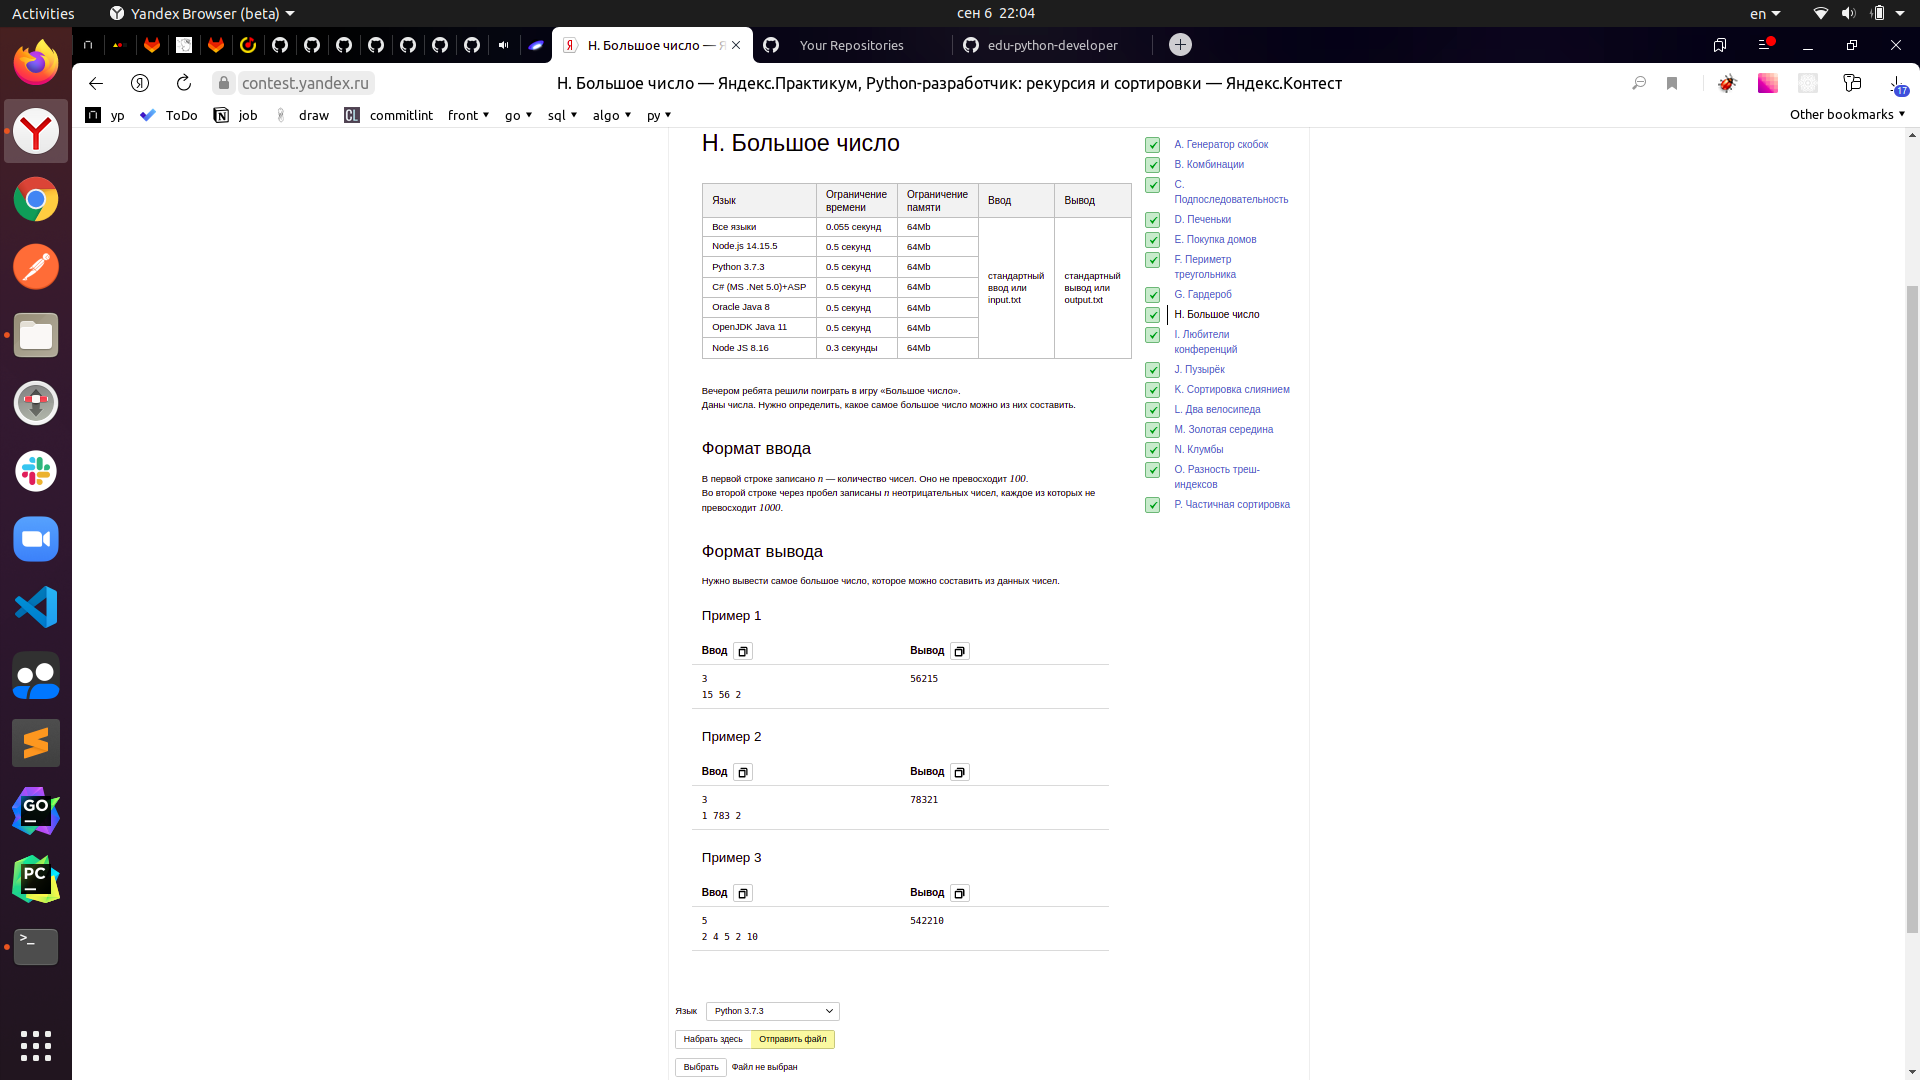 Activities
Yandex Browser (beta)
сен 6 22:04
en
Н. Большое число — Я
Your Repositories
edu-python-developer
contest.yandex.ru
Н. Большое число — Яндекс.Практикум, Python-разработчик: рекурсия и сортировки — Яндекс.Контест
17
yp
ToDo
job
draw
CL
commitlint
front
go
sql
algo
py
Other bookmarks
Н. Большое число
Язык
Ограничение времени
Ограничение памяти
Ввод
Вывод
Все языки
0.055 секунд
64Mb
стандартный ввод или input.txt
стандартный вывод или output.txt
Node.js 14.15.5
0.5 секунд
64Mb
Python 3.7.3
0.5 секунд
64Mb
C# (MS .Net 5.0)+ASP
0.5 секунд
64Mb
Oracle Java 8
0.5 секунд
64Mb
OpenJDK Java 11
0.5 секунд
64Mb
Node JS 8.16
0.3 секунды
64Mb
Вечером ребята решили поиграть в игру «Большое число».
Даны числа. Нужно определить, какое самое большое число можно из них составить.
Формат ввода
В первой строке записано n — количество чисел. Оно не превосходит 100.
Во второй строке через пробел записаны n неотрицательных чисел, каждое из которых не
превосходит 1000.
Формат вывода
Нужно вывести самое большое число, которое можно составить из данных чисел.
Пример 1
Ввод
Вывод
3
15 56 2
56215
Пример 2
Ввод
Вывод
3
1 783 2
78321
Пример 3
Ввод
Вывод
5
2 4 5 2 10
542210
Язык
Python 3.7.3
Набрать здесь
Отправить файл
Выбрать
Файл не выбран
A. Генератор скобок
B. Комбинации
C.
Подпоследовательность
D. Печеньки
E. Покупка домов
F. Периметр
треугольника
G. Гардероб
H. Большое число
I. Любители
конференций
J. Пузырёк
K. Сортировка слиянием
L. Два велосипеда
M. Золотая середина
N. Клумбы
O. Разность треш-
индексов
P. Частичная сортировка
GO
PC